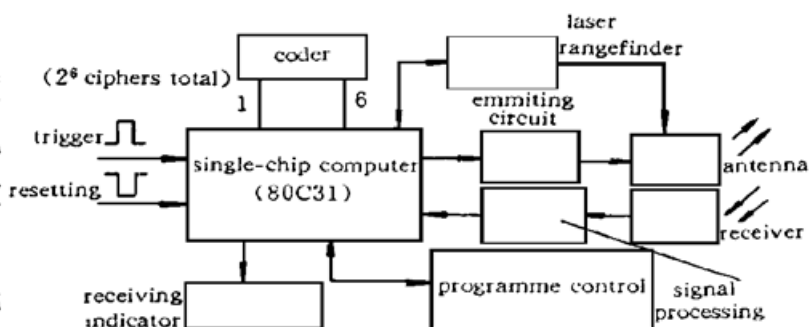 laser
rangefinder
coder
(2⁶ ciphers total)
1
6
emmiting
circuit
trigger
single-chip computer
(80C31)
antenna
resetting
receiver
programme control
signal
processing
receiving
indicator